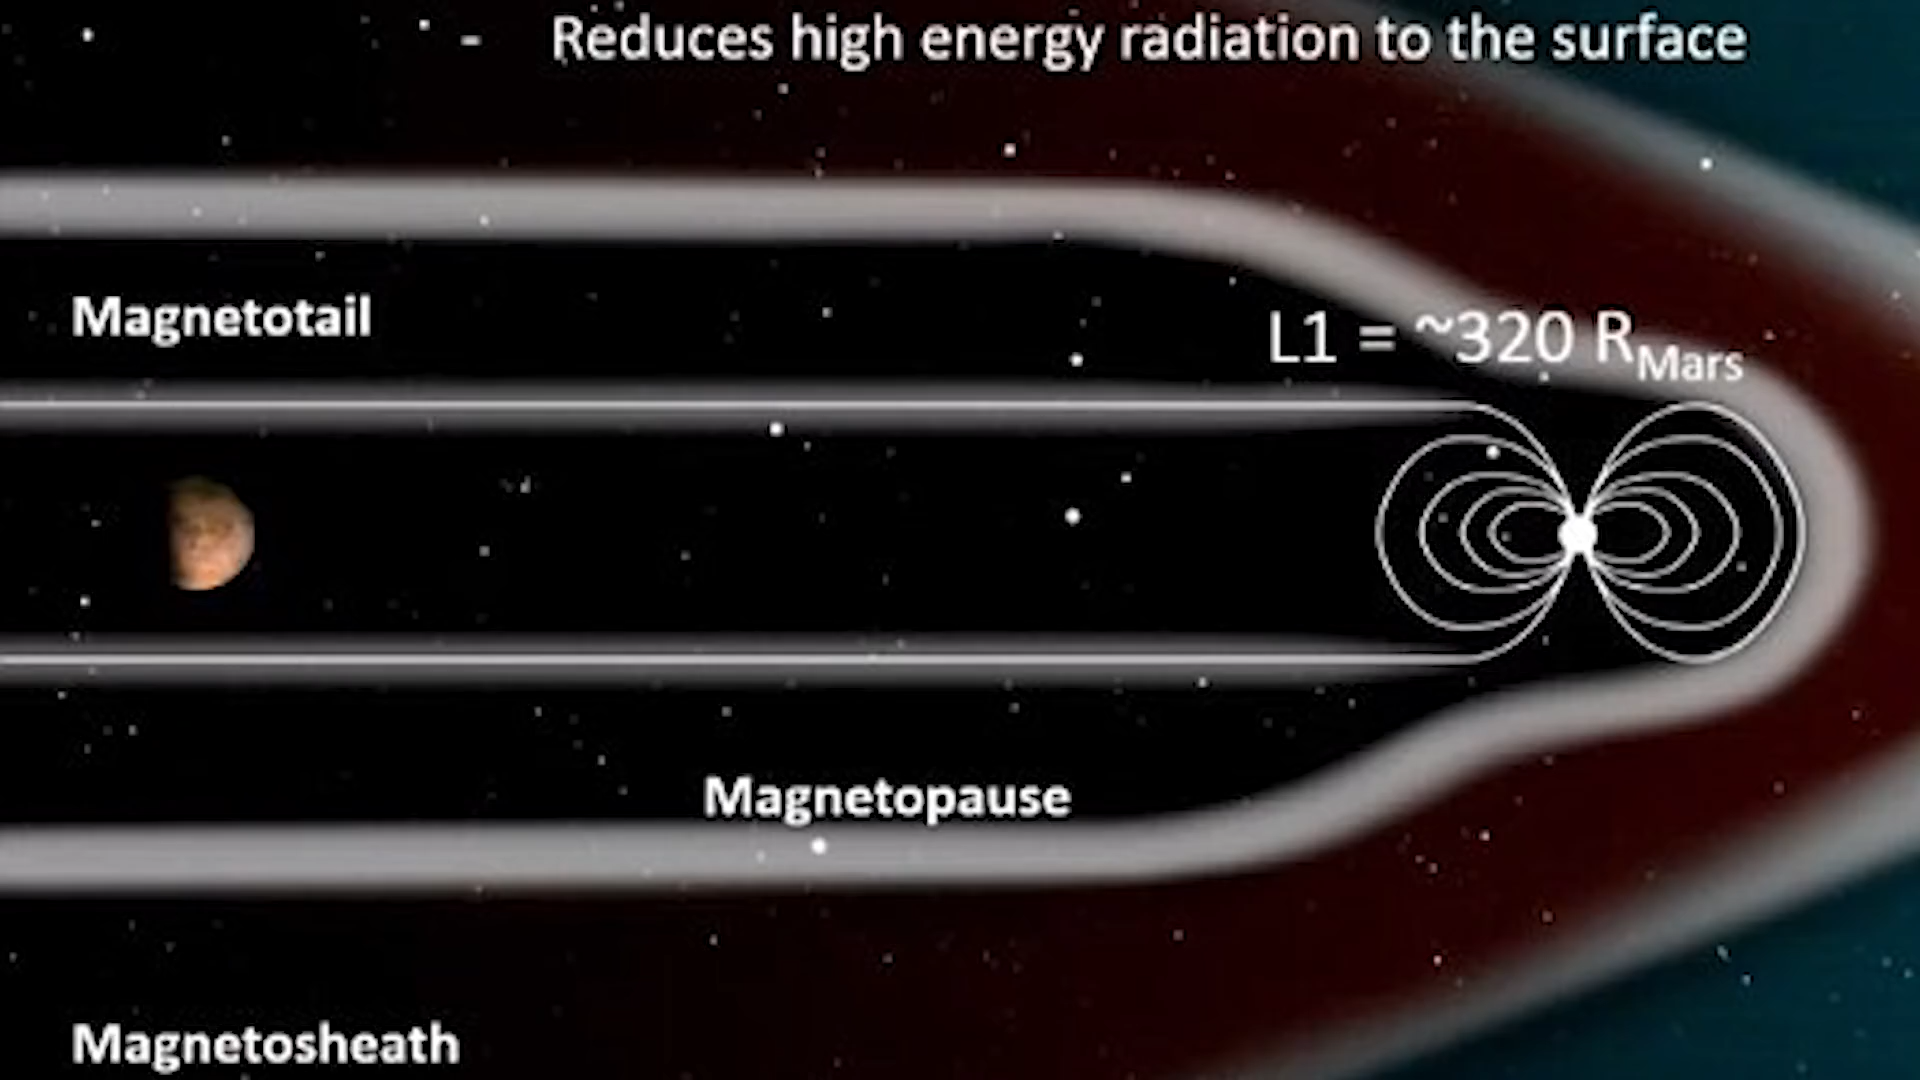 - Reduces high energy radiation to the surface
Magnetotail
L1 = ~320 RMars
Magnetopause
Magnetosheath